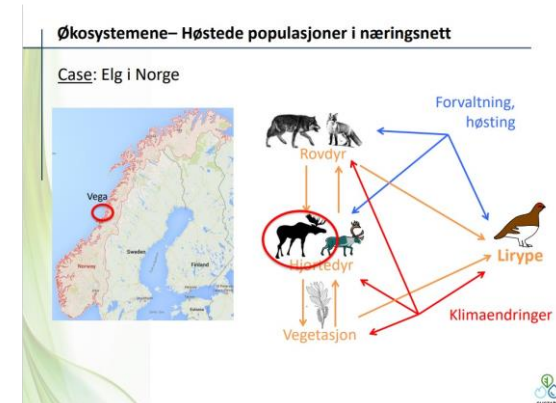 Økosystemene– Høstede populasjoner i næringsnett
Case: Elg i Norge
Forvaltning,
høsting
Rovdyr
Vega
Sweden
Norway
Finland
Hjortedyr
Lirype
Klimaendringer
Vegetasjon